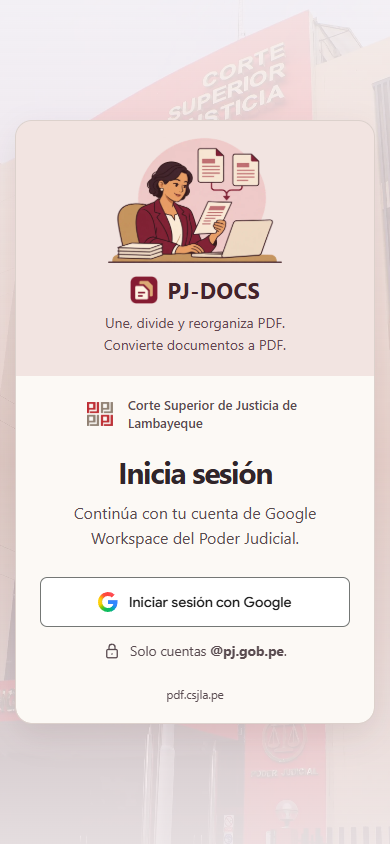 CORTE
SUPERIOR
JUSTICIA
PJ-DOCS
Une, divide y reorganiza PDF.
Convierte documentos a PDF.
Corte Superior de Justicia de
Lambayeque
Inicia sesión
Continúa con tu cuenta de Google
Workspace del Poder Judicial.
Iniciar sesión con Google
Solo cuentas @pj.gob.pe.
pdf.csjla.pe